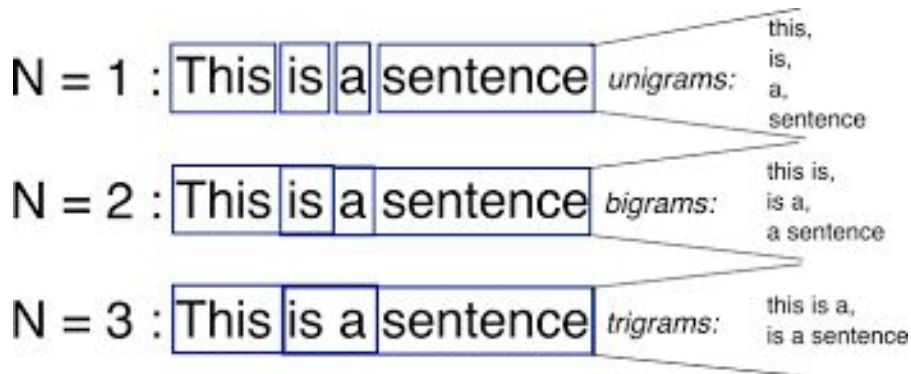 N = 1 : This is a sentence unigrams:
this,
is,
a,
sentence
N = 2 : This is a sentence bigrams:
this is,
is a,
a sentence
N = 3 : This is a sentence trigrams:
this is a,
is a sentence